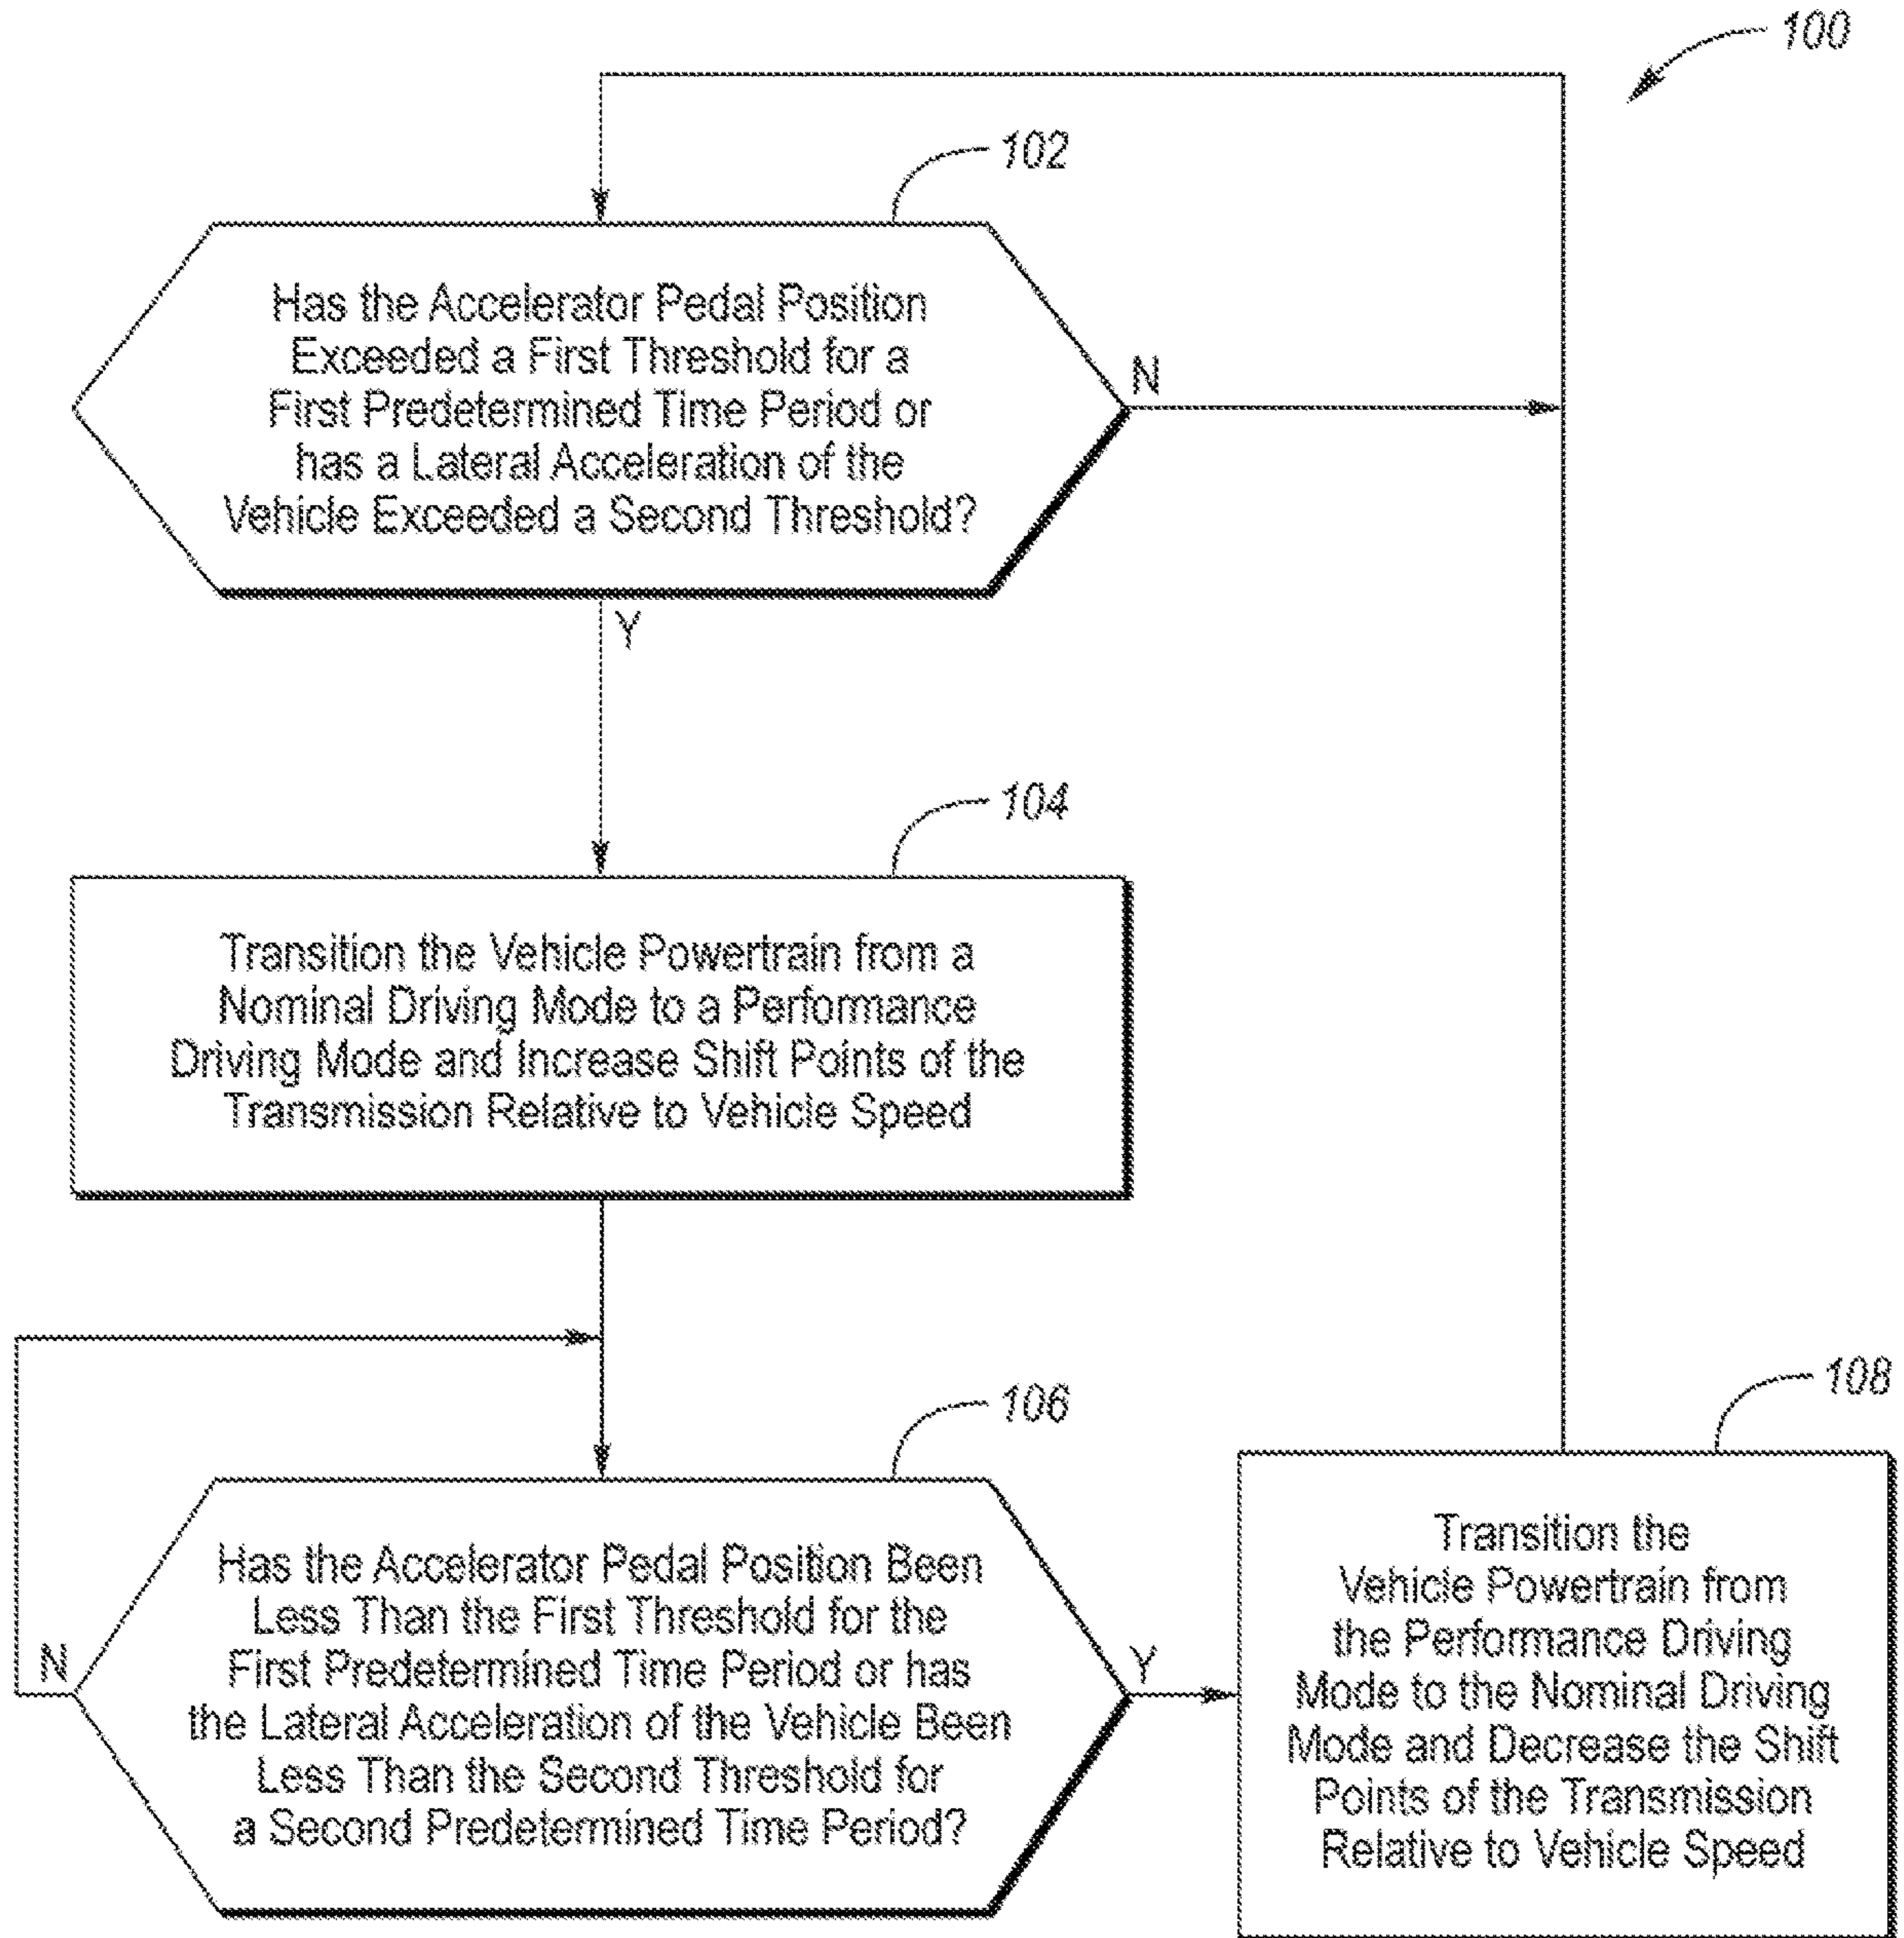 100
102
Has the Accelerator Pedal Position
Exceeded a First Threshold for a
First Predetermined Time Period or
has a Lateral Acceleration of the
Vehicle Exceeded a Second Threshold?
N
Y
104
Transition the Vehicle Powertrain from a
Nominal Driving Mode to a Performance
Driving Mode and Increase Shift Points of the
Transmission Relative to Vehicle Speed
106
Has the Accelerator Pedal Position Been
Less Than the First Threshold for the
First Predetermined Time Period or has
the Lateral Acceleration of the Vehicle Been
Less Than the Second Threshold for
a Second Predetermined Time Period?
N
Y
108
Transition the
Vehicle Powertrain from
the Performance Driving
Mode to the Nominal Driving
Mode and Decrease the Shift
Points of the Transmission
Relative to Vehicle Speed